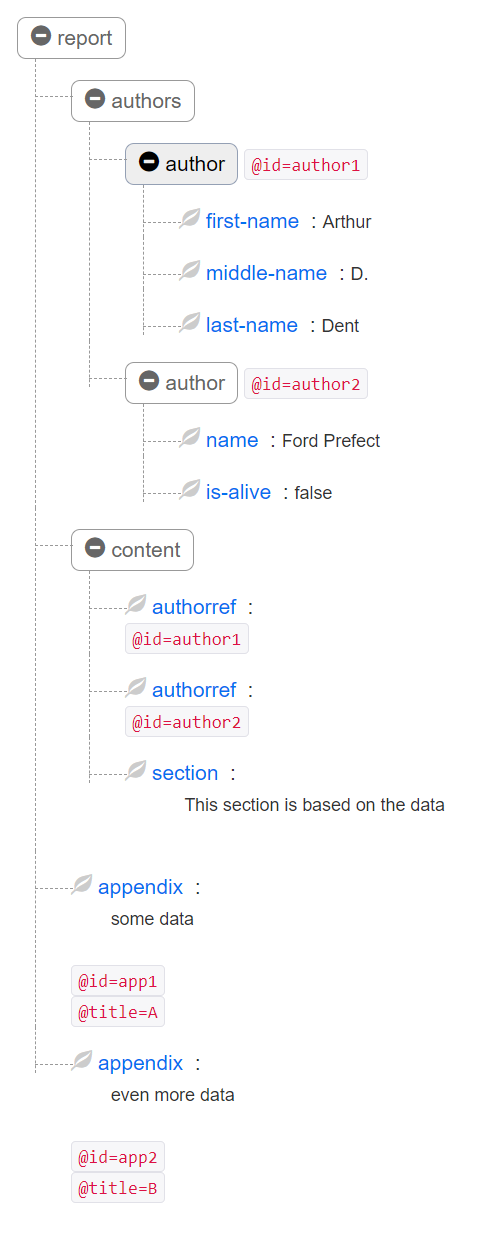 report
authors
author @id=author1
first-name : Arthur
middle-name : D.
last-name : Dent
author @id=author2
name : Ford Prefect
is-alive : false
content
authorref :
@id=author1
authorref :
@id=author2
section :
This section is based on the data
appendix :
some data
@id=app1
@title=A
appendix :
even more data
@id=app2
@title=B